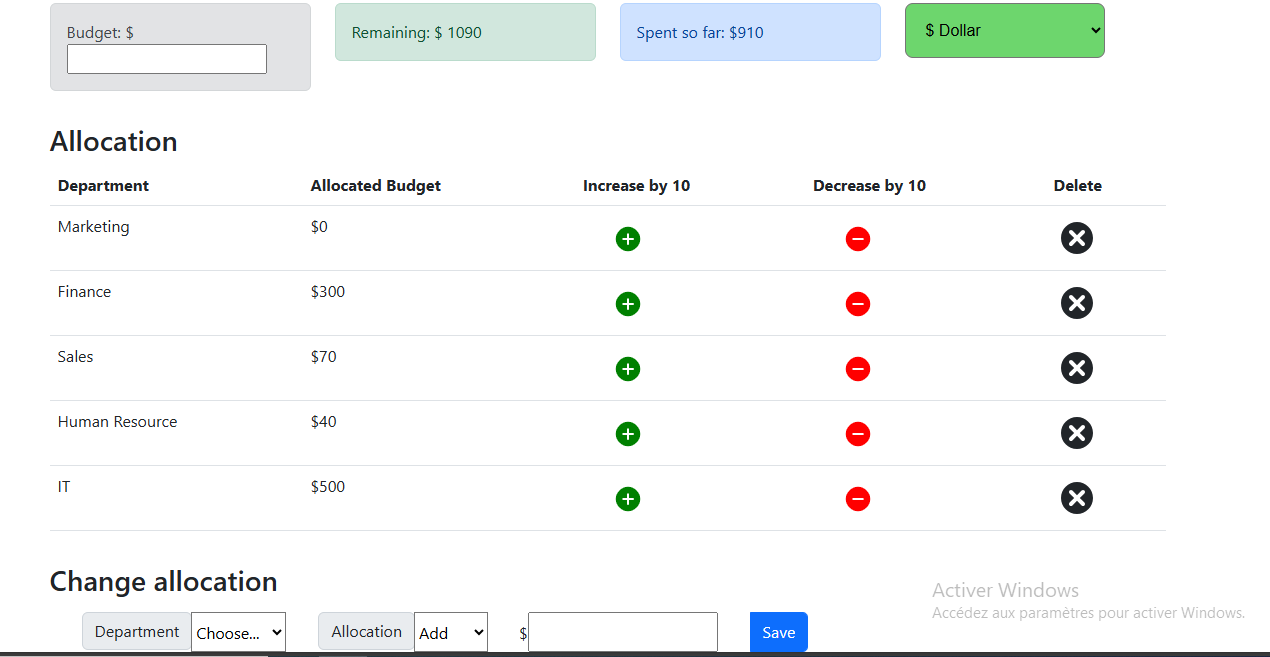 Budget: $
Remaining: $ 1090
Spent so far: $910
$ Dollar
Allocation
Department Allocated Budget Increase by 10 Decrease by 10 Delete
Marketing $0
Finance $300
Sales $70
Human Resource $40
IT $500
Change allocation
Department Choose... Allocation Add $ Save
Activer Windows
Accédez aux paramètres pour activer Windows.